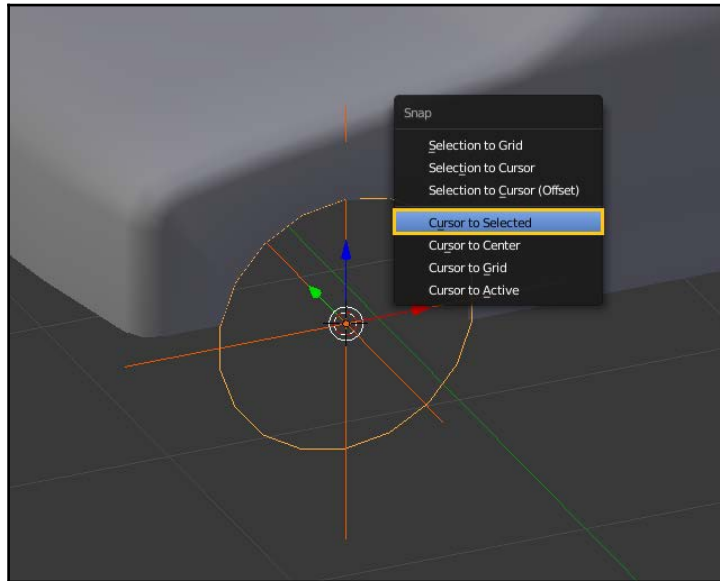 Snap
Selection to Grid
Selection to Cursor
Selection to Cursor (Offset)
Cursor to Selected
Cursor to Center
Cursor to Grid
Cursor to Active